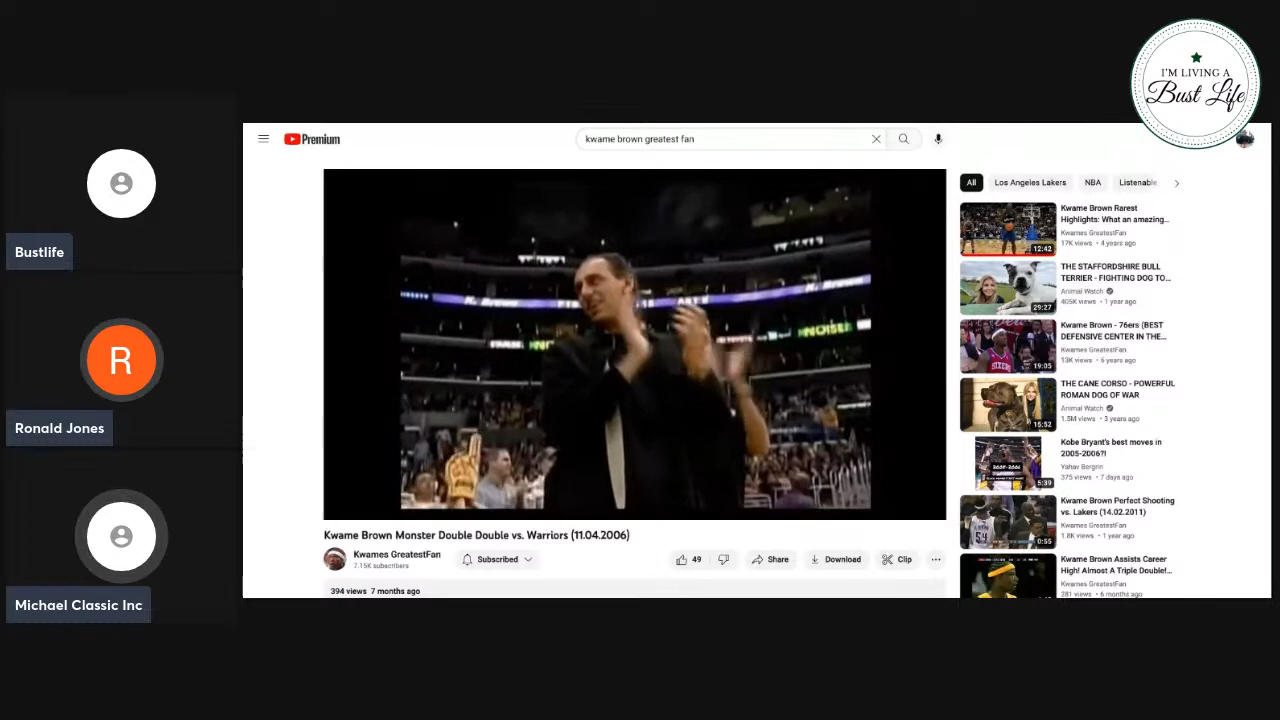 I'M LIVING A
Bust Life
Premium
kwame brown greatest fan
Bustlife
R
Ronald Jones
Michael Classic Inc
K. Brown
NOISE!
Kwame Brown Monster Double Double vs. Warriors (11.04.2006)
Kwames GreatestFan
7.15K subscribers
Subscribed
49
Share
Download
Clip
394 views 7 months ago
All
Los Angeles Lakers
NBA
Listenable
Kwame Brown Rarest
Highlights: What an amazing...
Kwames GreatestFan
17K views • 4 years ago
12:42
THE STAFFORDSHIRE BULL
TERRIER - FIGHTING DOG TO...
Animal Watch
405K Views • 1 year ago
29:27
Kwame Brown - 76ers (BEST
DEFENSIVE CENTER IN THE...
Kwames GreatestFan
13K views • 6 years ago
SIXERS
19:05
THE CANE CORSO - POWERFUL
ROMAN DOG OF WAR
Animal Watch
1.5M views • 3 years ago
15:52
Kobe Bryant's best moves in
2005-2006?!
Yahav Bergrin
375 views • 7 days ago
2005-2006
5:39
Kwame Brown Perfect Shooting
vs. Lakers (14.02.2011)
Kwames GreatestFan
1.8K views • 1 year ago
54
0:55
Kwame Brown Assists Career
High! Almost A Triple Double!...
Kwames GreatestFan
281 views • 6 months ago